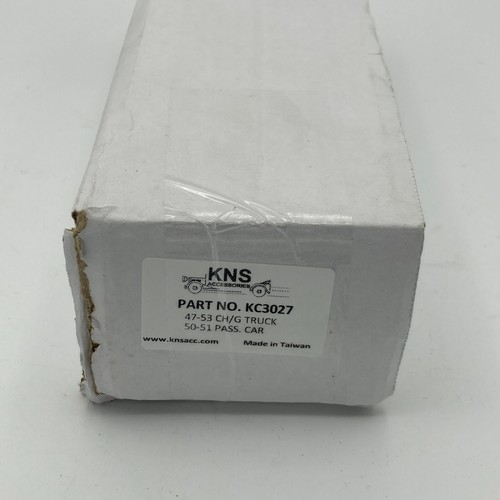 KNS
ACCESSORIES
PART NO. KC3027
47-53 CH/G TRUCK
50-51 PASS. CAR
www.knsacc.com Made in Taiwan